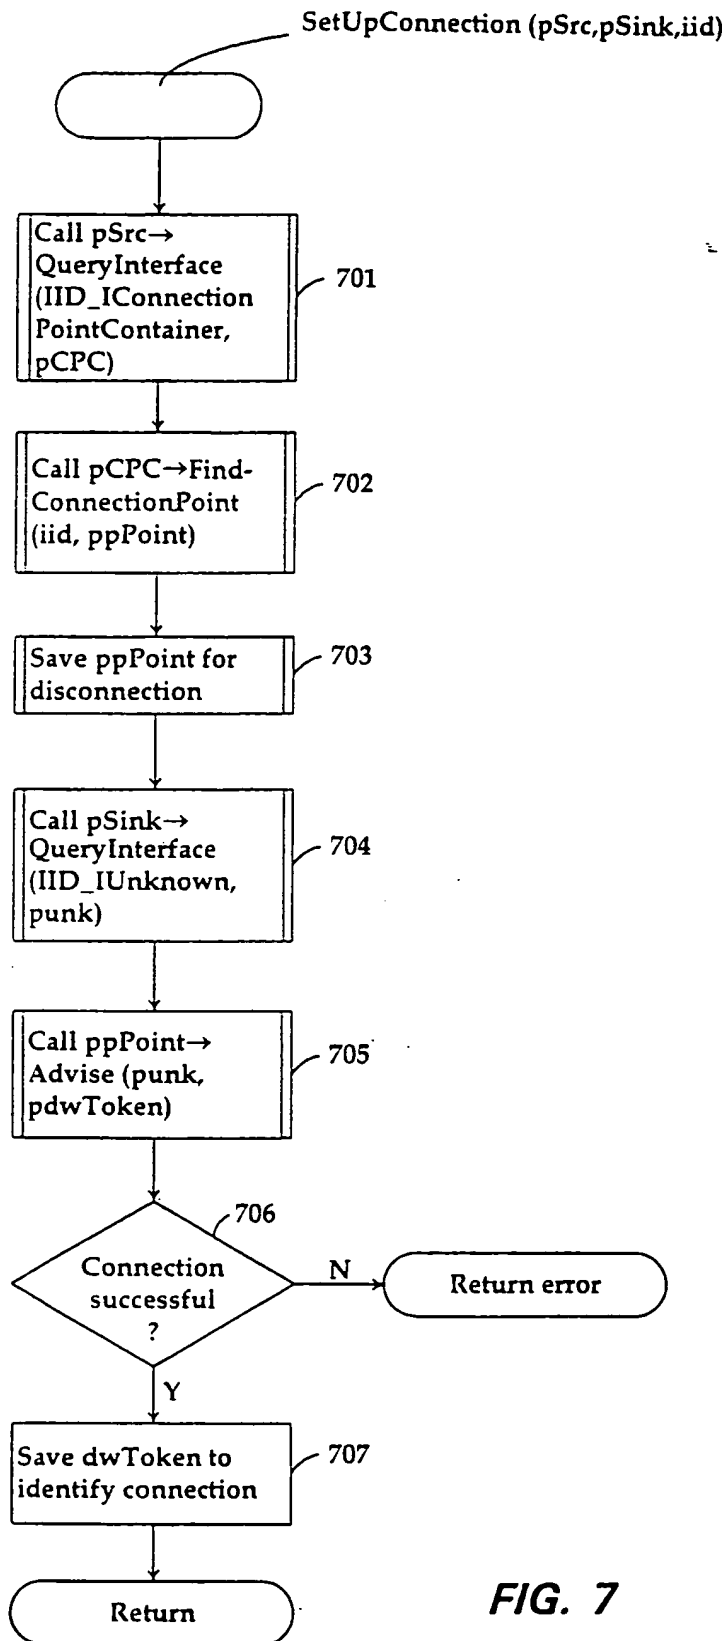 SetUpConnection (pSrc,pSink,iid)
Call pSrc→
QueryInterface
(IID_IConnection
PointContainer,
pCPC)
701
Call pCPC→Find-
ConnectionPoint
(iid, ppPoint)
702
Save ppPoint for
disconnection
703
Call pSink→
QueryInterface
(IID_IUnknown,
punk)
704
Call ppPoint→
Advise (punk,
pdwToken)
705
706
Connection
successful
?
N
Return error
Y
Save dwToken to
identify connection
707
Return
FIG. 7